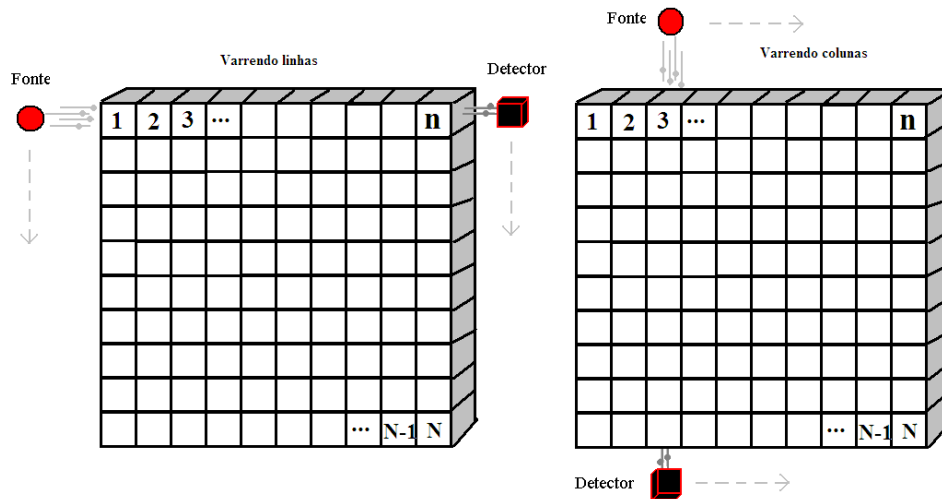 Varrendo linhas
Fonte
Detector
1 2 3 ... n
... N-1 N
Fonte
Varrendo colunas
1 2 3 ... n
... N-1 N
Detector